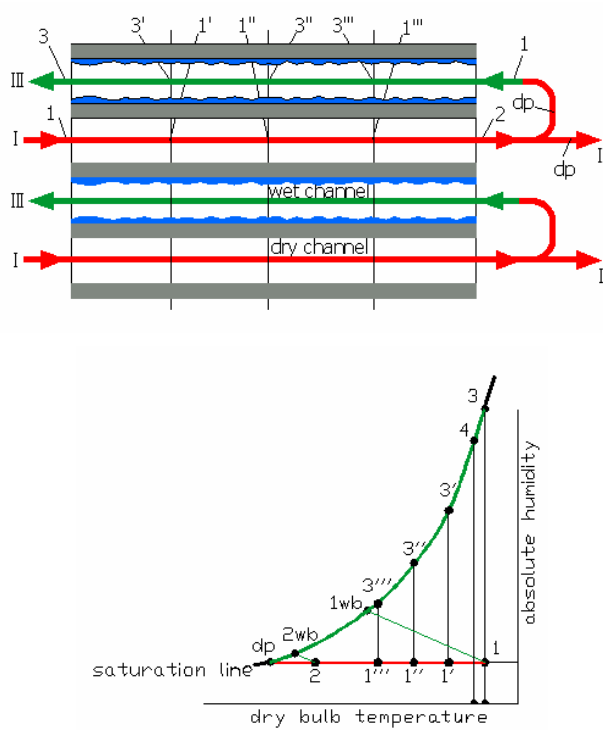 3 3' 1' 1'' 3'' 3''' 1''' 1
III
dp
1 2
I I
dp
III wet channel
dry channel
I I
3
4
absolute humidity
3'
3''
3'''
1wb
2wb
dp 1
saturation line 2 1''' 1'' 1'
dry bulb temperature